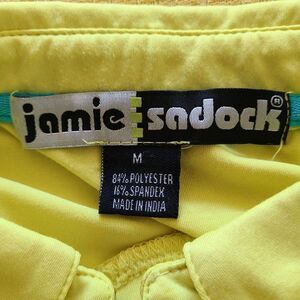 jamie sadock®
M
84% POLYESTER
16% SPANDEX
MADE IN INDIA